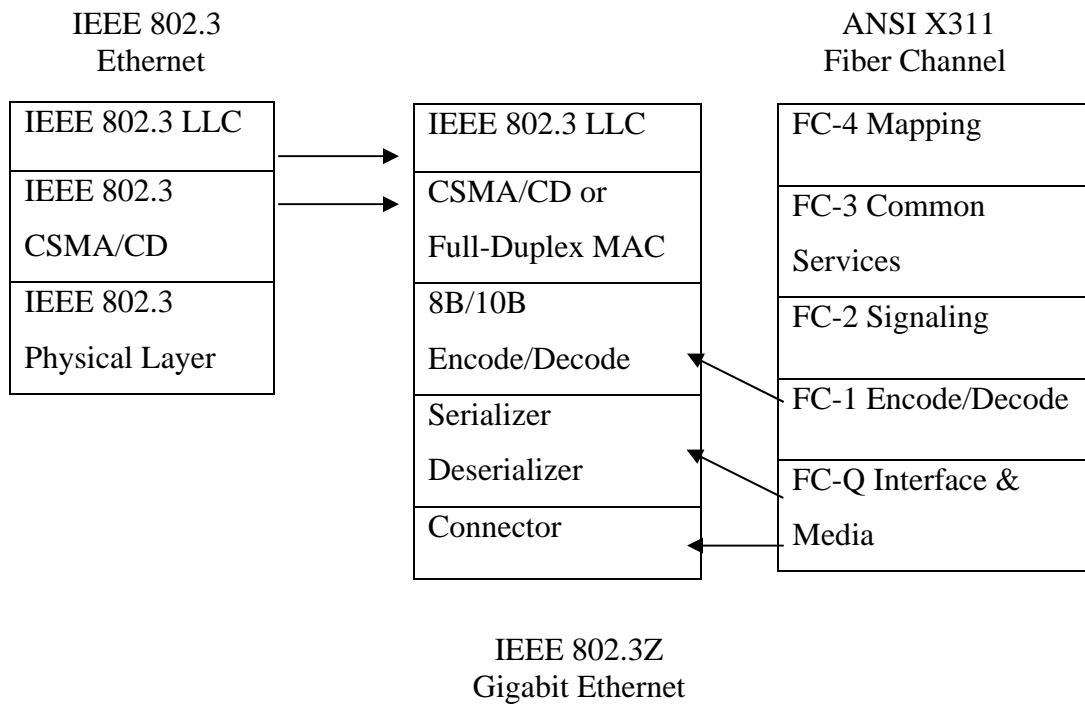 IEEE 802.3
Ethernet
ANSI X311
Fiber Channel
IEEE 802.3 LLC
IEEE 802.3
CSMA/CD
IEEE 802.3
Physical Layer
IEEE 802.3 LLC
CSMA/CD or
Full-Duplex MAC
8B/10B
Encode/Decode
Serializer
Deserializer
Connector
FC-4 Mapping
FC-3 Common
Services
FC-2 Signaling
FC-1 Encode/Decode
FC-Q Interface &
Media
IEEE 802.3Z
Gigabit Ethernet